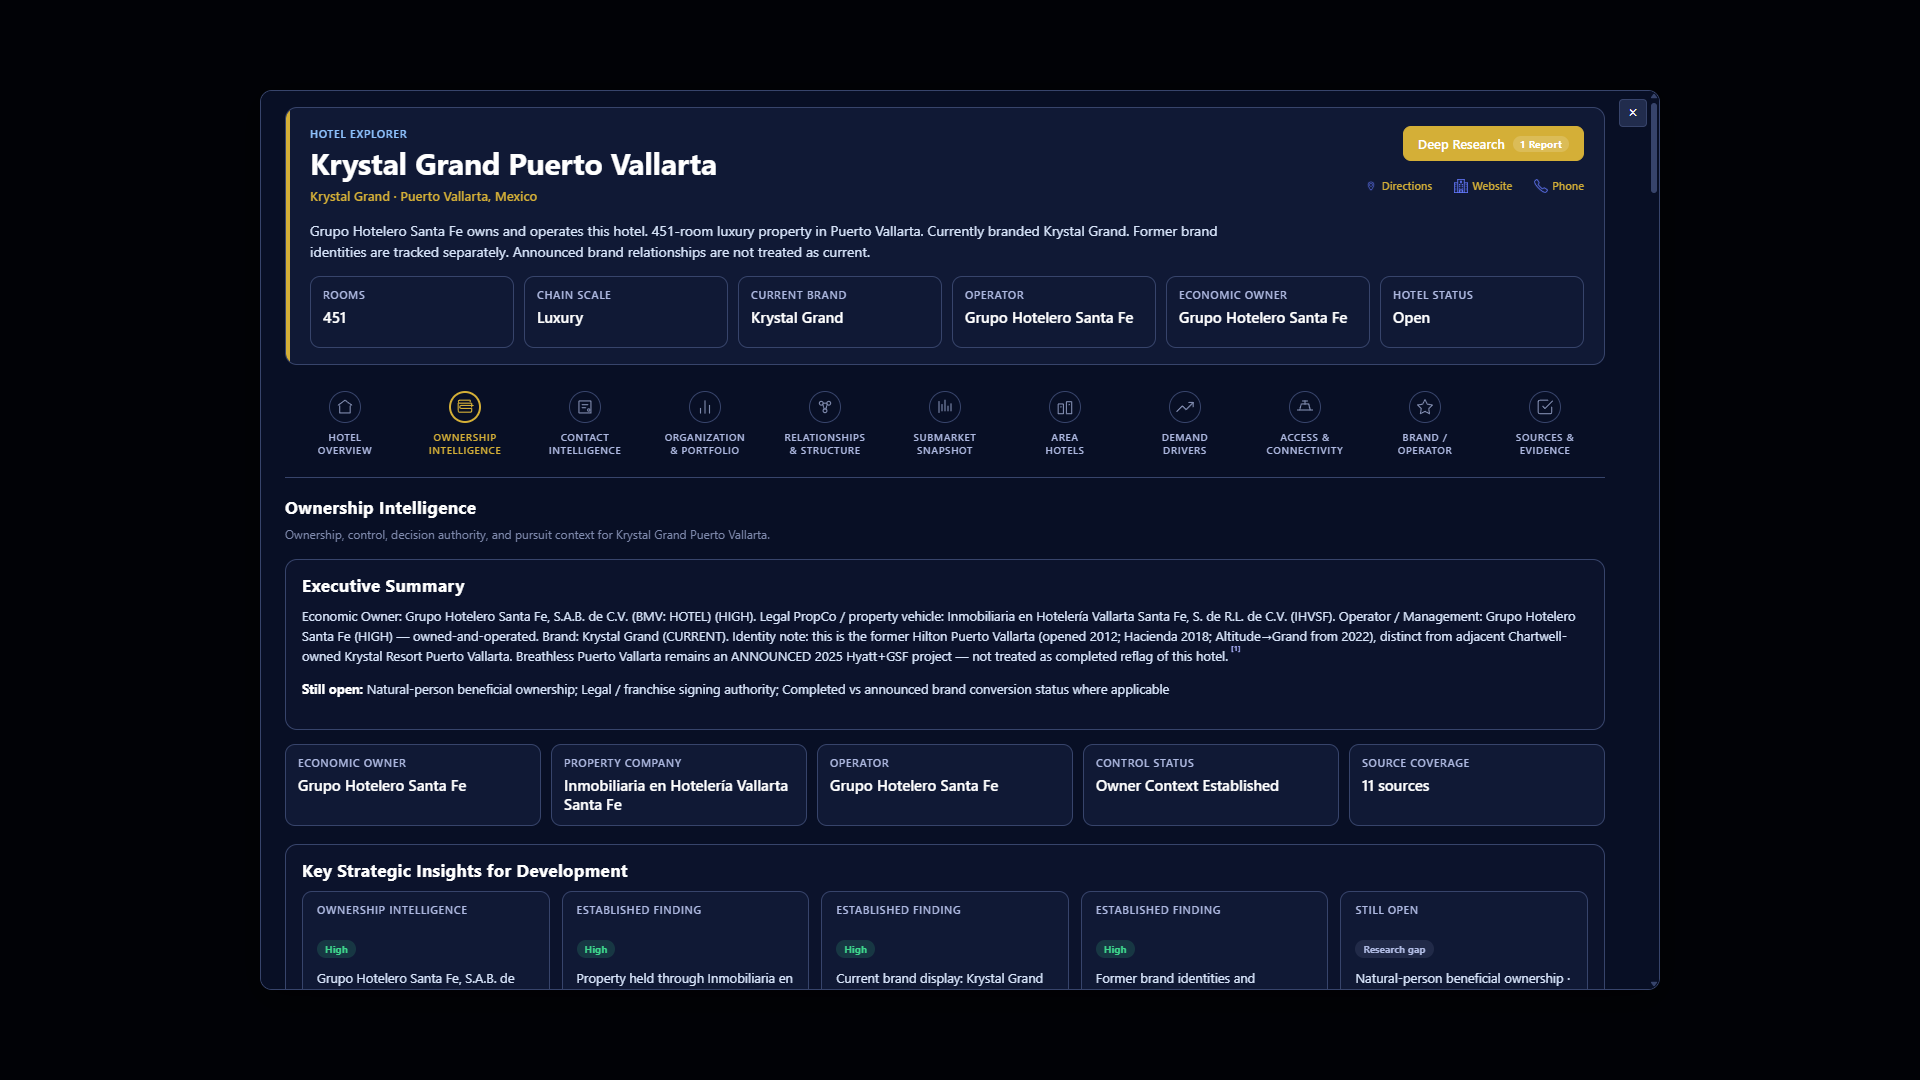 ×
HOTEL EXPLORER
Krystal Grand Puerto Vallarta
Krystal Grand · Puerto Vallarta, Mexico
Deep Research 1 Report
Directions Website Phone
Grupo Hotelero Santa Fe owns and operates this hotel. 451-room luxury property in Puerto Vallarta. Currently branded Krystal Grand. Former brand
identities are tracked separately. Announced brand relationships are not treated as current.
ROOMS
451
CHAIN SCALE
Luxury
CURRENT BRAND
Krystal Grand
OPERATOR
Grupo Hotelero Santa Fe
ECONOMIC OWNER
Grupo Hotelero Santa Fe
HOTEL STATUS
Open
HOTEL
OVERVIEW
OWNERSHIP
INTELLIGENCE
CONTACT
INTELLIGENCE
ORGANIZATION
& PORTFOLIO
RELATIONSHIPS
& STRUCTURE
SUBMARKET
SNAPSHOT
AREA
HOTELS
DEMAND
DRIVERS
ACCESS &
CONNECTIVITY
BRAND /
OPERATOR
SOURCES &
EVIDENCE
Ownership Intelligence
Ownership, control, decision authority, and pursuit context for Krystal Grand Puerto Vallarta.
Executive Summary
Economic Owner: Grupo Hotelero Santa Fe, S.A.B. de C.V. (BMV: HOTEL) (HIGH). Legal PropCo / property vehicle: Inmobiliaria en Hotelería Vallarta Santa Fe, S. de R.L. de C.V. (IHVSF). Operator / Management: Grupo Hotelero
Santa Fe (HIGH) — owned-and-operated. Brand: Krystal Grand (CURRENT). Identity note: this is the former Hilton Puerto Vallarta (opened 2012; Hacienda 2018; Altitude→Grand from 2022), distinct from adjacent Chartwell-
owned Krystal Resort Puerto Vallarta. Breathless Puerto Vallarta remains an ANNOUNCED 2025 Hyatt+GSF project — not treated as completed reflag of this hotel. [1]
Still open: Natural-person beneficial ownership; Legal / franchise signing authority; Completed vs announced brand conversion status where applicable
ECONOMIC OWNER
Grupo Hotelero Santa Fe
PROPERTY COMPANY
Inmobiliaria en Hotelería Vallarta
Santa Fe
OPERATOR
Grupo Hotelero Santa Fe
CONTROL STATUS
Owner Context Established
SOURCE COVERAGE
11 sources
Key Strategic Insights for Development
OWNERSHIP INTELLIGENCE
High
Grupo Hotelero Santa Fe, S.A.B. de
ESTABLISHED FINDING
High
Property held through Inmobiliaria en
ESTABLISHED FINDING
High
Current brand display: Krystal Grand
ESTABLISHED FINDING
High
Former brand identities and
STILL OPEN
Research gap
Natural-person beneficial ownership ·